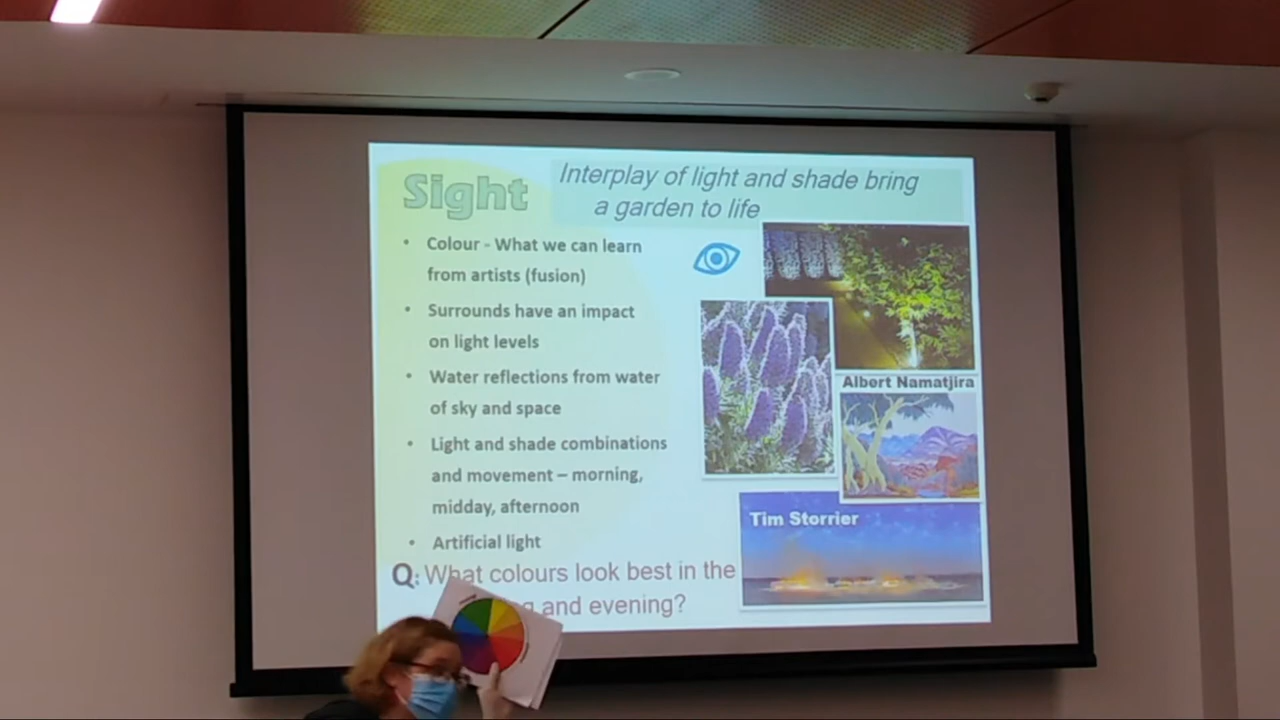 Sight
Interplay of light and shade bring
a garden to life
• Colour - What we can learn
from artists (fusion)
• Surrounds have an impact
on light levels
• Water reflections from water
of sky and space
• Light and shade combinations
and movement – morning,
midday, afternoon
• Artificial light
Q: What colours look best in the
and evening?
Albert Namatjira
Tim Storrier